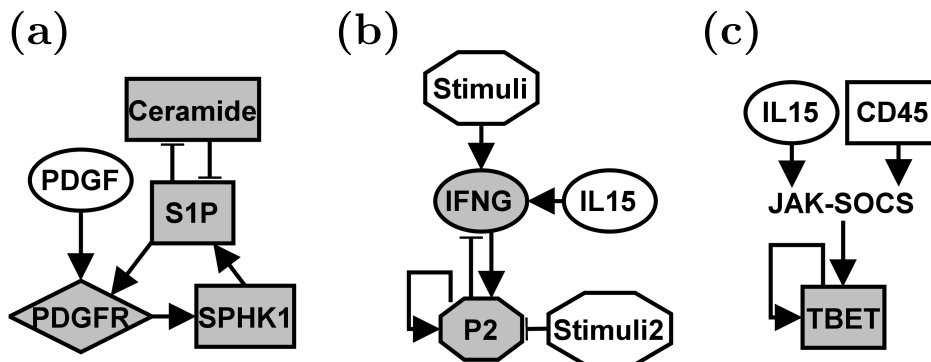 (a)
Ceramide
PDGF
S1P
PDGFR
SPHK1
(b)
Stimuli
IFNG
IL15
P2
Stimuli2
(c)
IL15
CD45
JAK-SOCS
TBET